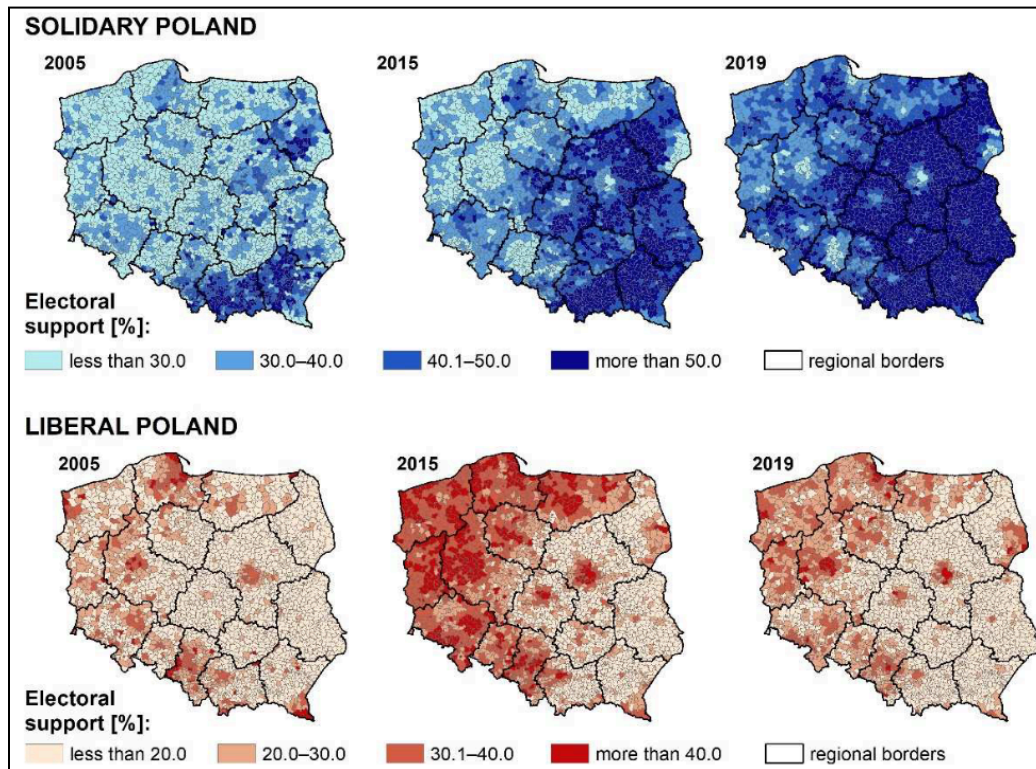 SOLIDARY POLAND
2005
2015
2019
Electoral
support [%]:
less than 30.0
30.0–40.0
40.1–50.0
more than 50.0
regional borders
LIBERAL POLAND
2005
2015
2019
Electoral
support [%]:
less than 20.0
20.0–30.0
30.1–40.0
more than 40.0
regional borders